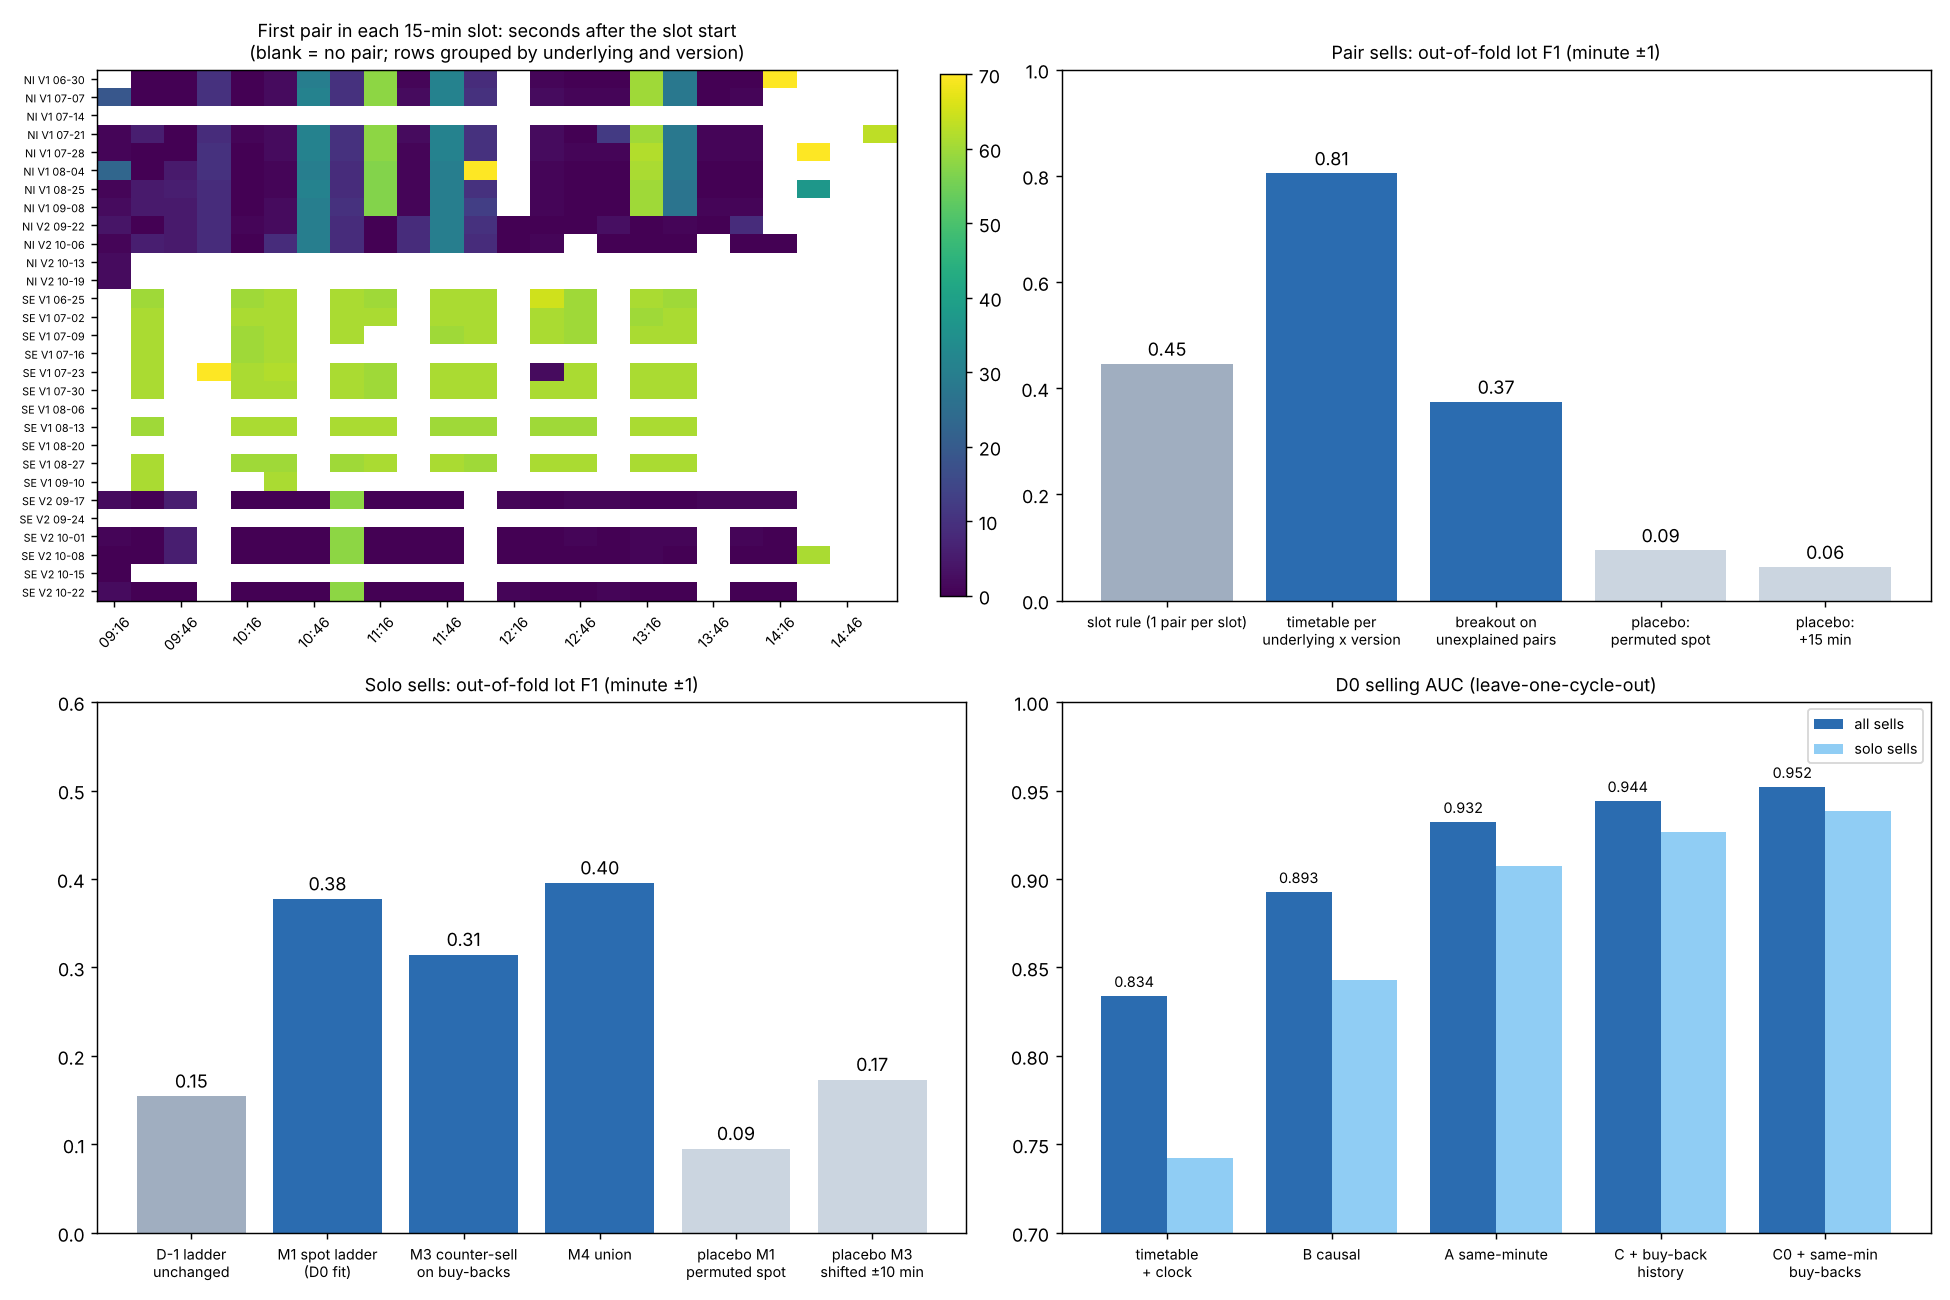 First pair in each 15-min slot: seconds after the slot start
(blank = no pair; rows grouped by underlying and version)
NI V1 06-30
NI V1 07-07
NI V1 07-14
NI V1 07-21
NI V1 07-28
NI V1 08-04
NI V1 08-25
NI V1 09-08
NI V2 09-22
NI V2 10-06
NI V2 10-13
NI V2 10-19
SE V1 06-25
SE V1 07-02
SE V1 07-09
SE V1 07-16
SE V1 07-23
SE V1 07-30
SE V1 08-06
SE V1 08-13
SE V1 08-20
SE V1 08-27
SE V1 09-10
SE V2 09-17
SE V2 09-24
SE V2 10-01
SE V2 10-08
SE V2 10-15
SE V2 10-22
09:16 09:46 10:16 10:46 11:16 11:46 12:16 12:46 13:16 13:46 14:16 14:46
70
60
50
40
30
20
10
0
Pair sells: out-of-fold lot F1 (minute ±1)
1.0
0.8
0.6
0.4
0.2
0.0
0.45
0.81
0.37
0.09
0.06
slot rule (1 pair per slot)
timetable per
underlying x version
breakout on
unexplained pairs
placebo:
permuted spot
placebo:
+15 min
Solo sells: out-of-fold lot F1 (minute ±1)
0.6
0.5
0.4
0.3
0.2
0.1
0.0
0.15
0.38
0.31
0.40
0.09
0.17
D-1 ladder
unchanged
M1 spot ladder
(D0 fit)
M3 counter-sell
on buy-backs
M4 union
placebo M1
permuted spot
placebo M3
shifted ±10 min
D0 selling AUC (leave-one-cycle-out)
1.00
0.95
0.90
0.85
0.80
0.75
0.70
all sells
solo sells
0.834
0.893
0.932
0.944
0.952
timetable
+ clock
B causal
A same-minute
C + buy-back
history
C0 + same-min
buy-backs